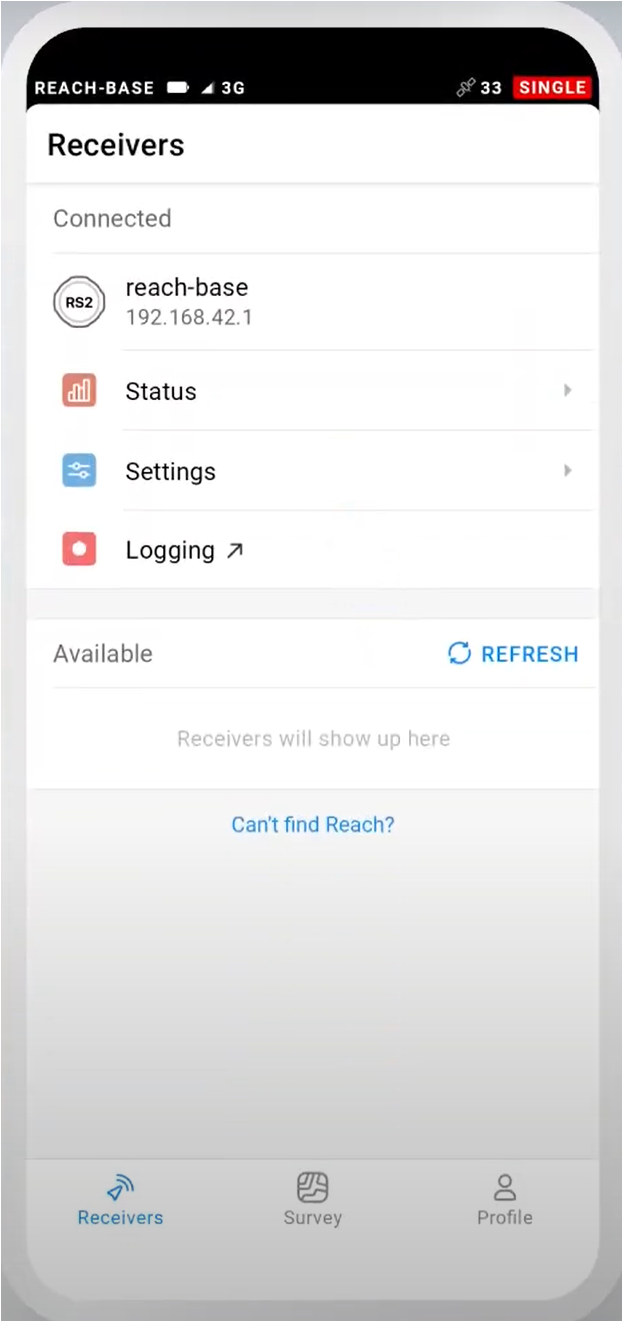 REACH-BASE 3G 33 SINGLE
Receivers
Connected
RS2
reach-base
192.168.42.1
Status
Settings
Logging
Available REFRESH
Receivers will show up here
Can't find Reach?
Receivers Survey Profile